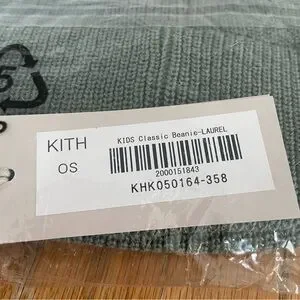 KITH
OS
KIDS Classic Beanie-LAUREL
2000151843
KHK050164-358